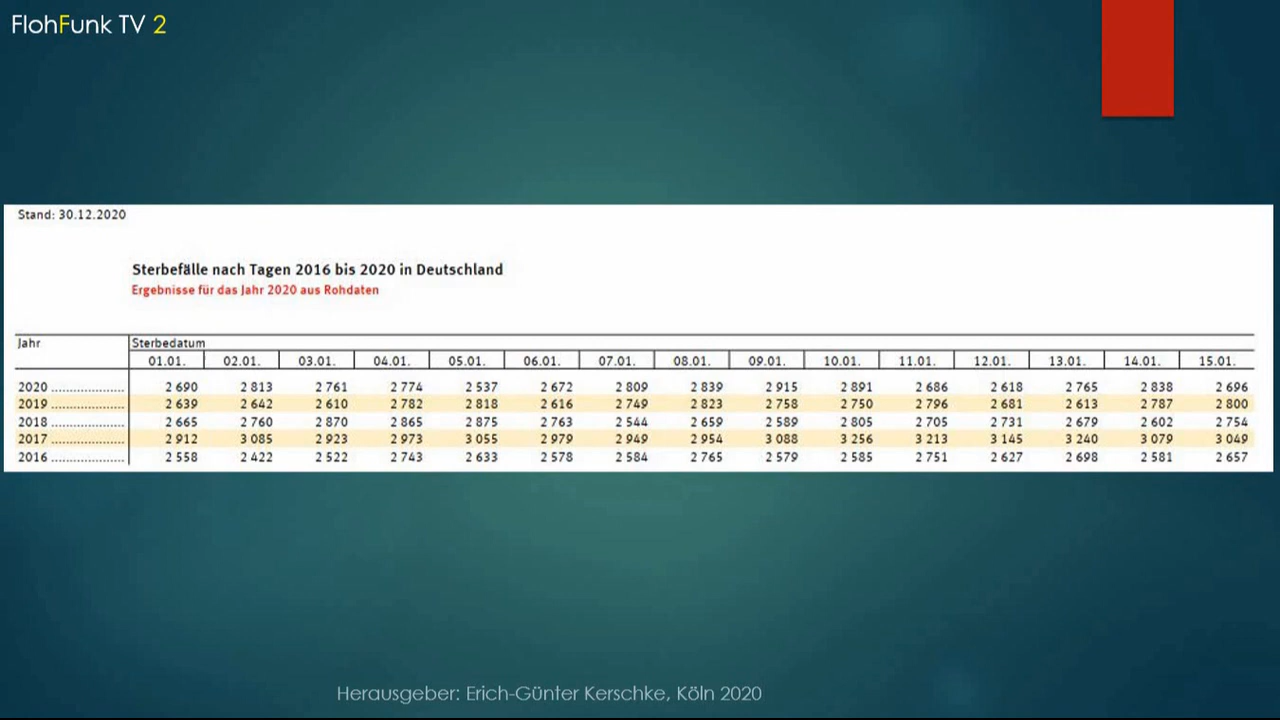 FlohFunk TV 2
Stand: 30.12.2020
Sterbefälle nach Tagen 2016 bis 2020 in Deutschland
Ergebnisse für das Jahr 2020 aus Rohdaten
Jahr Sterbedatum
01.01. 02.01. 03.01. 04.01. 05.01. 06.01. 07.01. 08.01. 09.01. 10.01. 11.01. 12.01. 13.01. 14.01. 15.01.
2020 ..................... 2 690 2 813 2 761 2 774 2 537 2 672 2 809 2 839 2 915 2 891 2 686 2 618 2 765 2 838 2 696
2019 ..................... 2 639 2 642 2 610 2 782 2 818 2 616 2 749 2 823 2 758 2 750 2 796 2 681 2 613 2 787 2 800
2018 ..................... 2 665 2 760 2 870 2 865 2 875 2 763 2 544 2 659 2 589 2 805 2 705 2 731 2 679 2 602 2 754
2017 ..................... 2 912 3 085 2 923 2 973 3 055 2 979 2 949 2 954 3 088 3 256 3 213 3 145 3 240 3 079 3 049
2016 ..................... 2 558 2 422 2 522 2 743 2 633 2 578 2 584 2 765 2 579 2 585 2 751 2 627 2 698 2 581 2 657
Herausgeber: Erich-Günter Kerschke, Köln 2020